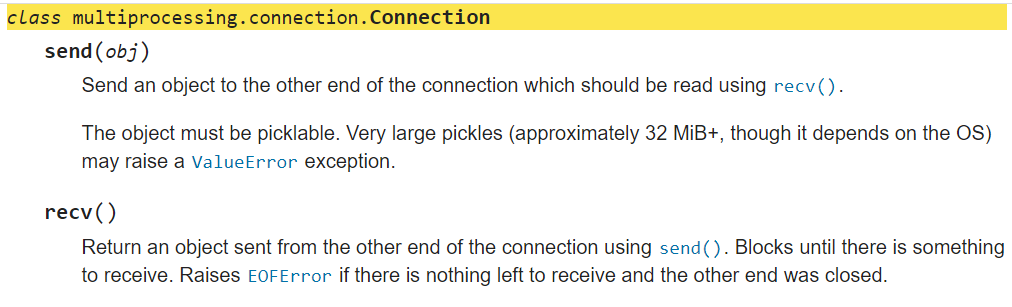 class multiprocessing.connection.Connection
send(obj)
Send an object to the other end of the connection which should be read using recv().
The object must be picklable. Very large pickles (approximately 32 MiB+, though it depends on the OS)
may raise a ValueError exception.
recv()
Return an object sent from the other end of the connection using send(). Blocks until there is something
to receive. Raises EOFError if there is nothing left to receive and the other end was closed.